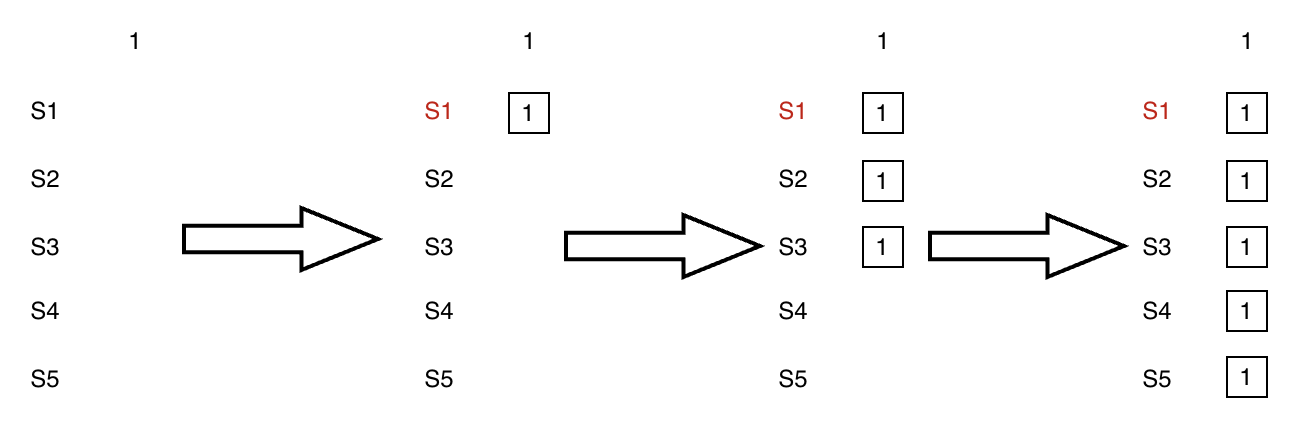 1 1 1 1
S1 S1 1 S1 1 S1 1
S2 S2 S2 1 S2 1
S3 S3 S3 1 S3 1
S4 S4 S4 S4 1
S5 S5 S5 S5 1